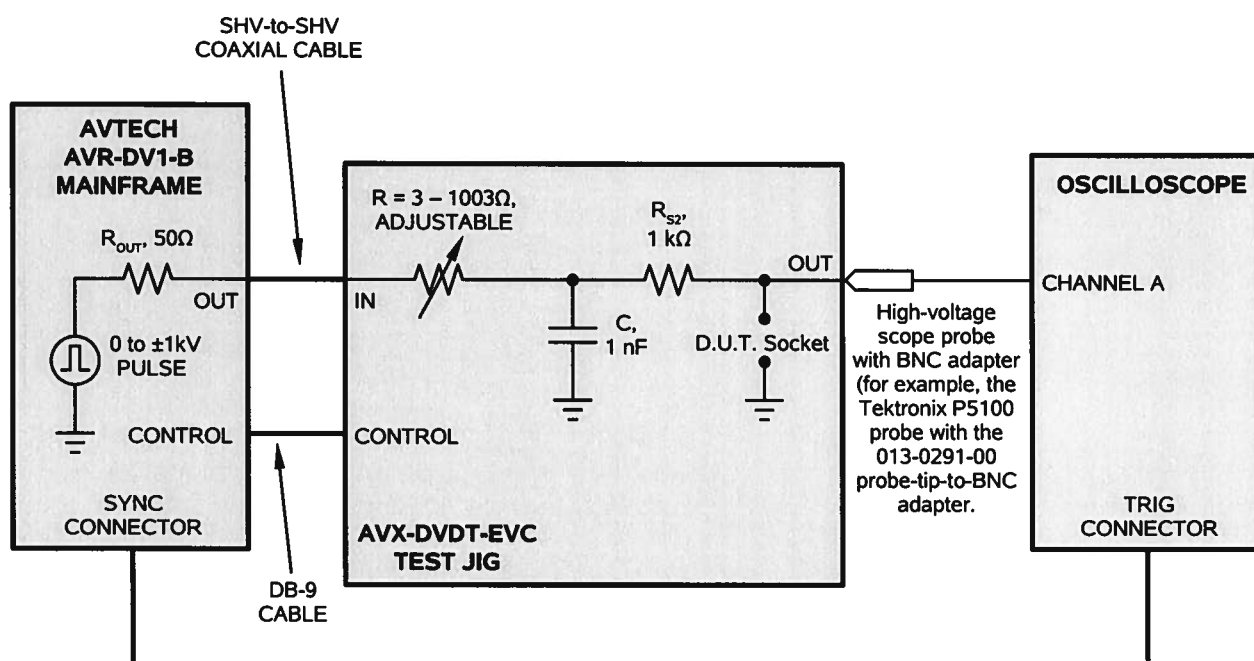 SHV-to-SHV
COAXIAL CABLE
AVTECH
AVR-DV1-B
MAINFRAME
R_OUT, 50Ω
OUT
0 to ±1kV
PULSE
CONTROL
SYNC
CONNECTOR
DB-9
CABLE
R = 3 – 1003Ω,
ADJUSTABLE
IN
R_S2,
1 kΩ
OUT
C,
1 nF
D.U.T. Socket
CONTROL
AVX-DVDT-EVC
TEST JIG
High-voltage
scope probe
with BNC adapter
(for example, the
Tektronix P5100
probe with the
013-0291-00
probe-tip-to-BNC
adapter.
OSCILLOSCOPE
CHANNEL A
TRIG
CONNECTOR